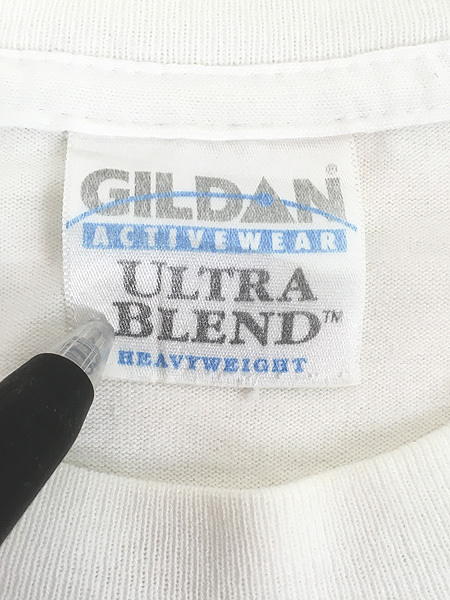 GILDAN®
ACTIVEWEAR
ULTRA
BLEND™
HEAVYWEIGHT